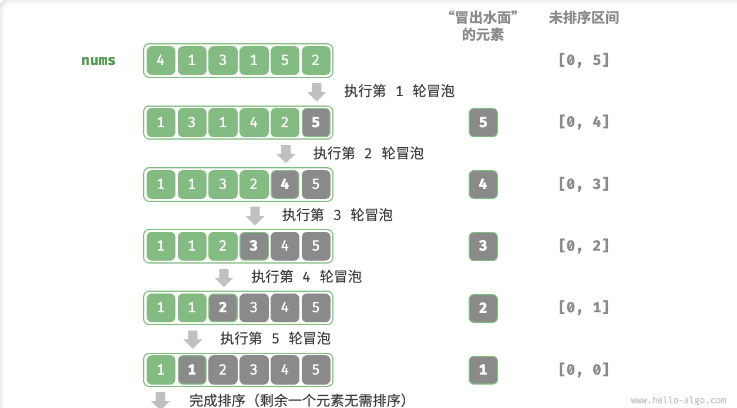 “冒出水面” 未排序区间
的元素
nums 4 1 3 1 5 2 [0, 5]
执行第 1 轮冒泡
1 3 1 4 2 5 5 [0, 4]
执行第 2 轮冒泡
1 1 3 2 4 5 4 [0, 3]
执行第 3 轮冒泡
1 1 2 3 4 5 3 [0, 2]
执行第 4 轮冒泡
1 1 2 3 4 5 2 [0, 1]
执行第 5 轮冒泡
1 1 2 3 4 5 1 [0, 0]
完成排序（剩余一个元素无需排序）
www.hello-algo.com